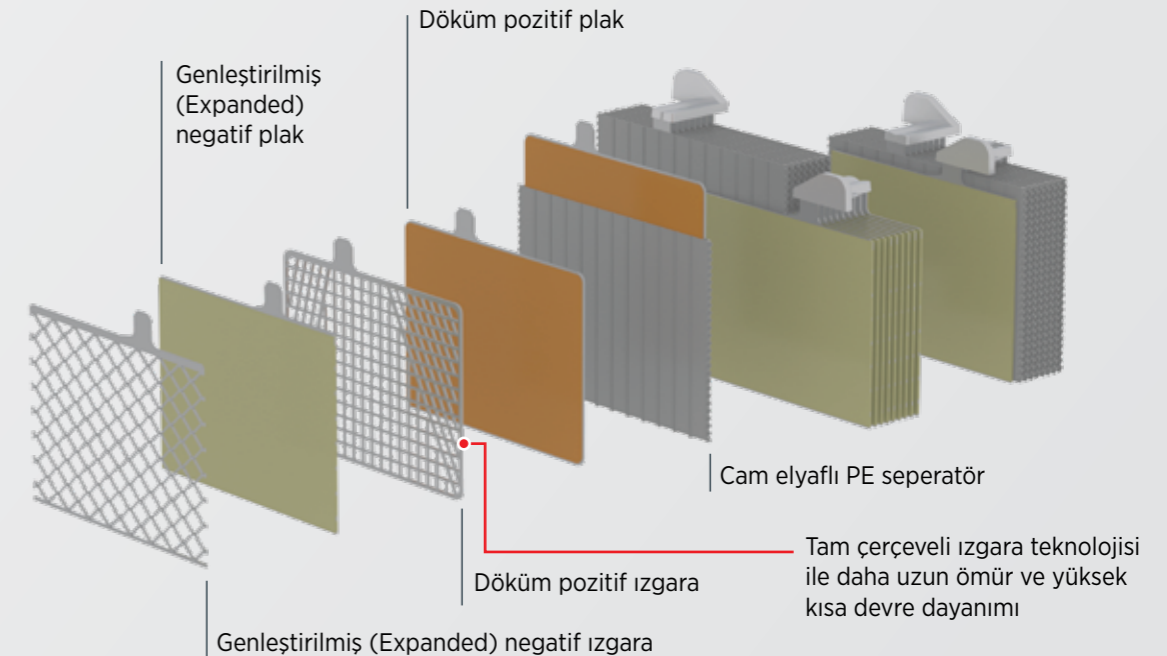 Döküm pozitif plak
Genleştirilmiş
(Expanded)
negatif plak
Cam elyaflı PE seperatör
Tam çerçeveli ızgara teknolojisi
ile daha uzun ömür ve yüksek
kısa devre dayanımı
Döküm pozitif ızgara
Genleştirilmiş (Expanded) negatif ızgara